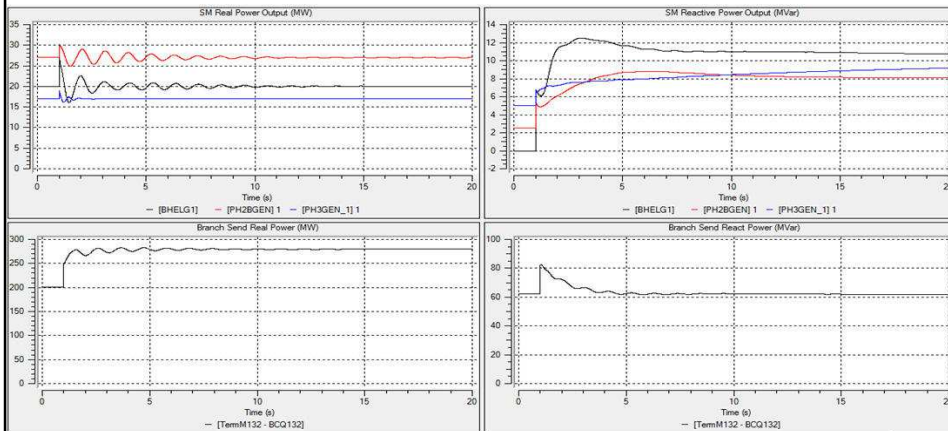 SM Real Power Output (MW)
35
30
25
20
15
10
5
0
0 5 10 15 20
Time (s)
— [BHELG1] — [PH2BGEN] 1 — [PH3GEN_1] 1
SM Reactive Power Output (MVar)
14
12
10
8
6
4
2
0
-2
0 5 10 15 20
Time (s)
— [BHELG1] — [PH2BGEN] 1 — [PH3GEN_1] 1
Branch Send Real Power (MW)
300
250
200
150
100
50
0
0 5 10 15 20
Time (s)
— [TermM132 - BCQ132]
Branch Send React Power (MVar)
100
80
60
40
20
0
0 5 10 15 20
Time (s)
— [TermM132 - BCQ132]